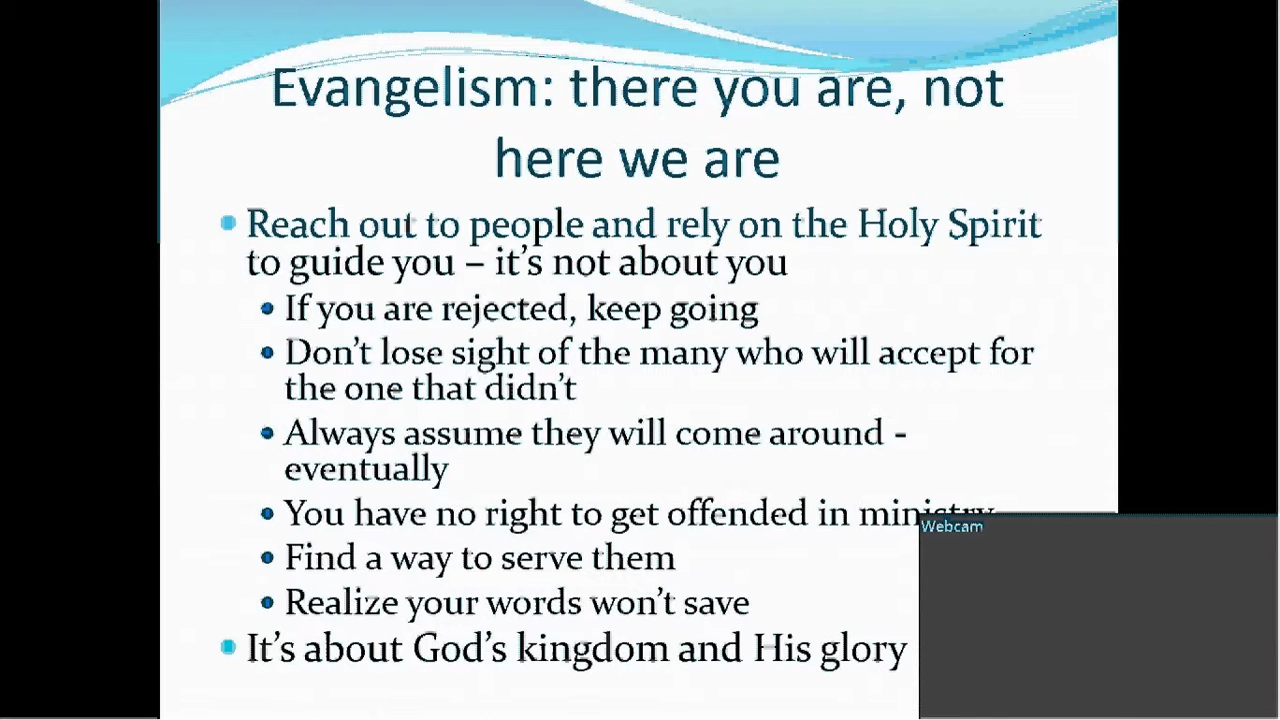 Evangelism: there you are, not
here we are
Reach out to people and rely on the Holy Spirit
to guide you – it's not about you
If you are rejected, keep going
Don't lose sight of the many who will accept for
the one that didn't
Always assume they will come around -
eventually
You have no right to get offended in ministry
Webcam
Find a way to serve them
Realize your words won't save
It's about God's kingdom and His glory